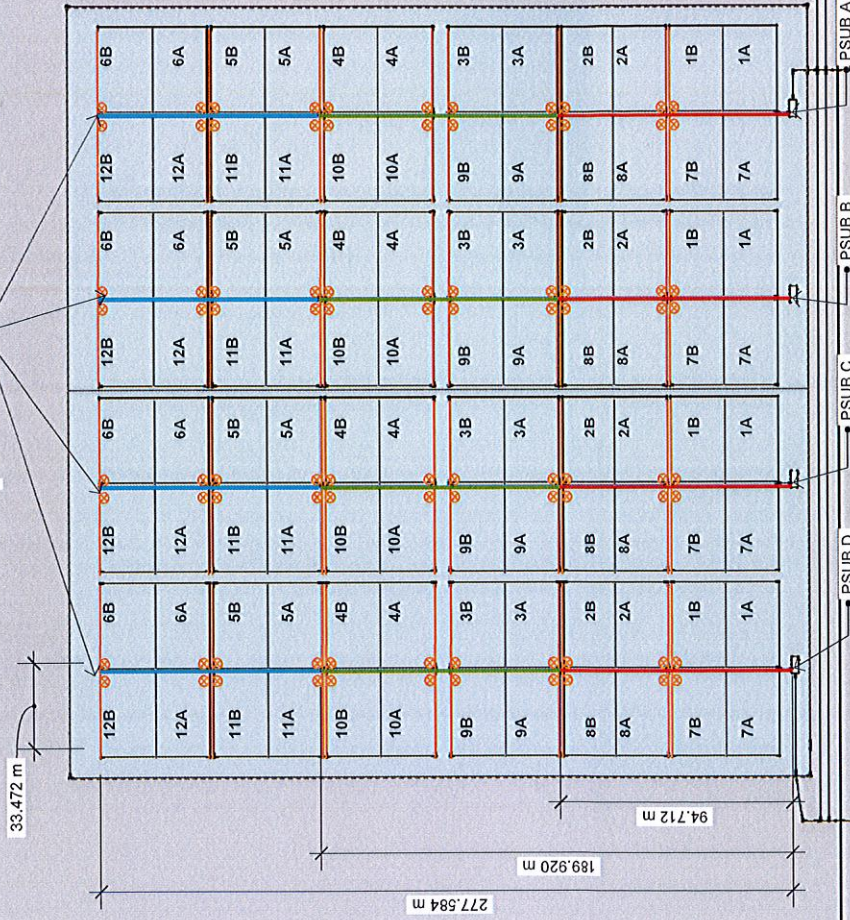 33.472 m
12B 6B 12B 6B 12B 6B 12B 6B
12A 6A 12A 6A 12A 6A 12A 6A
11B 5B 11B 5B 11B 5B 11B 5B
11A 5A 11A 5A 11A 5A 11A 5A
10B 4B 10B 4B 10B 4B 10B 4B
10A 4A 10A 4A 10A 4A 10A 4A
9B 3B 9B 3B 9B 3B 9B 3B
9A 3A 9A 3A 9A 3A 9A 3A
8B 2B 8B 2B 8B 2B 8B 2B
8A 2A 8A 2A 8A 2A 8A 2A
7B 1B 7B 1B 7B 1B 7B 1B
7A 1A 7A 1A 7A 1A 7A 1A
94.712 m
189.920 m
277.584 m
PSUB D
PSUB C
PSUB B
PSUB A